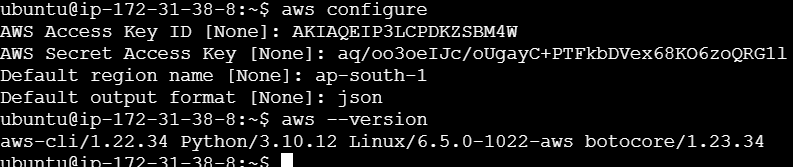 ubuntu@ip-172-31-38-8:~$ aws configure
AWS Access Key ID [None]: AKIAQEIP3LCPDKZSBM4W
AWS Secret Access Key [None]: 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
Default region name [None]: ap-south-1
Default output format [None]: json
ubuntu@ip-172-31-38-8:~$ aws --version
aws-cli/1.22.34 Python/3.10.12 Linux/6.5.0-1022-aws botocore/1.23.34
ubuntu@ip-172-31-38-8:~$